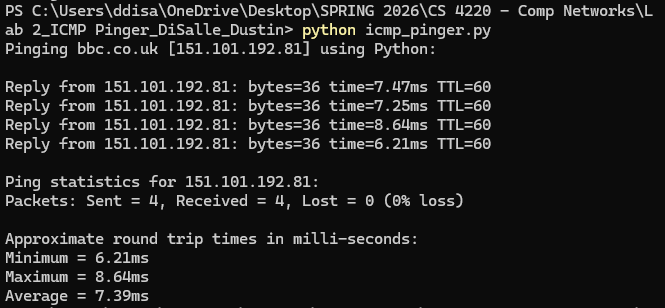 PS C:\Users\ddisa\OneDrive\Desktop\SPRING 2026\CS 4220 - Comp Networks\L
ab 2_ICMP Pinger_DiSalle_Dustin> python icmp_pinger.py
Pinging bbc.co.uk [151.101.192.81] using Python:

Reply from 151.101.192.81: bytes=36 time=7.47ms TTL=60
Reply from 151.101.192.81: bytes=36 time=7.25ms TTL=60
Reply from 151.101.192.81: bytes=36 time=8.64ms TTL=60
Reply from 151.101.192.81: bytes=36 time=6.21ms TTL=60

Ping statistics for 151.101.192.81:
Packets: Sent = 4, Received = 4, Lost = 0 (0% loss)

Approximate round trip times in milli-seconds:
Minimum = 6.21ms
Maximum = 8.64ms
Average = 7.39ms